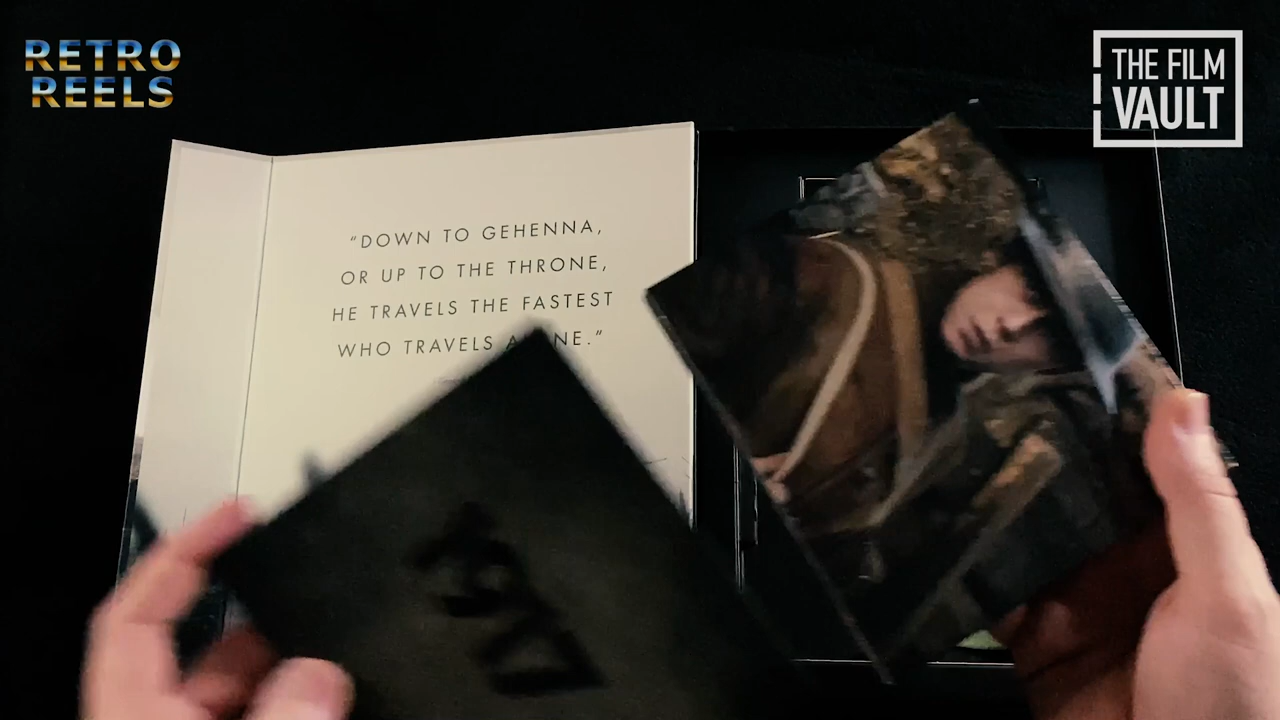 RETRO
REELS
THE FILM
VAULT
“DOWN TO GEHENNA,
OR UP TO THE THRONE,
HE TRAVELS THE FASTEST
WHO TRAVELS A NE.”